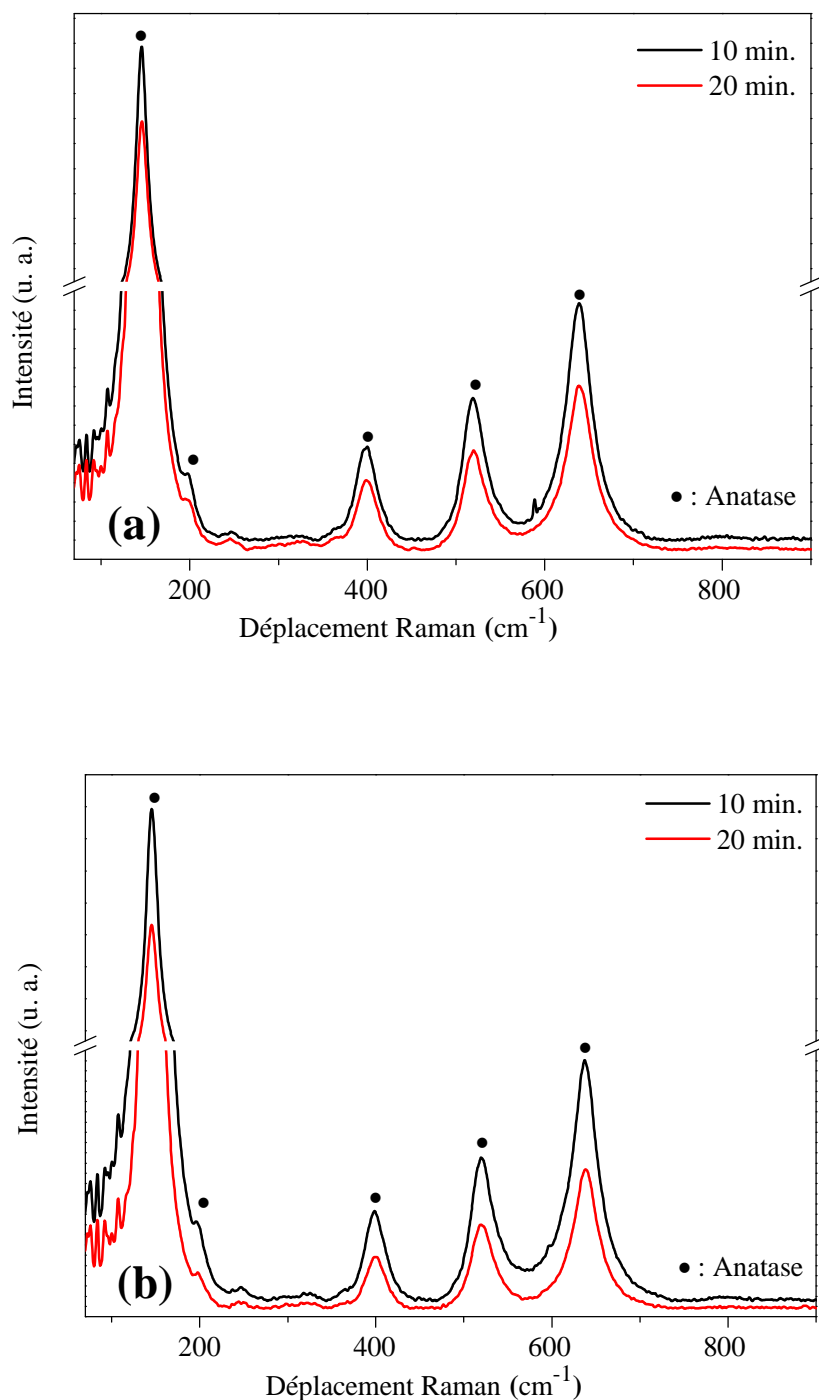 10 min.
20 min.
Intensité (u. a.)
● : Anatase
(a)
200 400 600 800
Déplacement Raman (cm-1)
10 min.
20 min.
Intensité (u. a.)
● : Anatase
(b)
200 400 600 800
Déplacement Raman (cm-1)